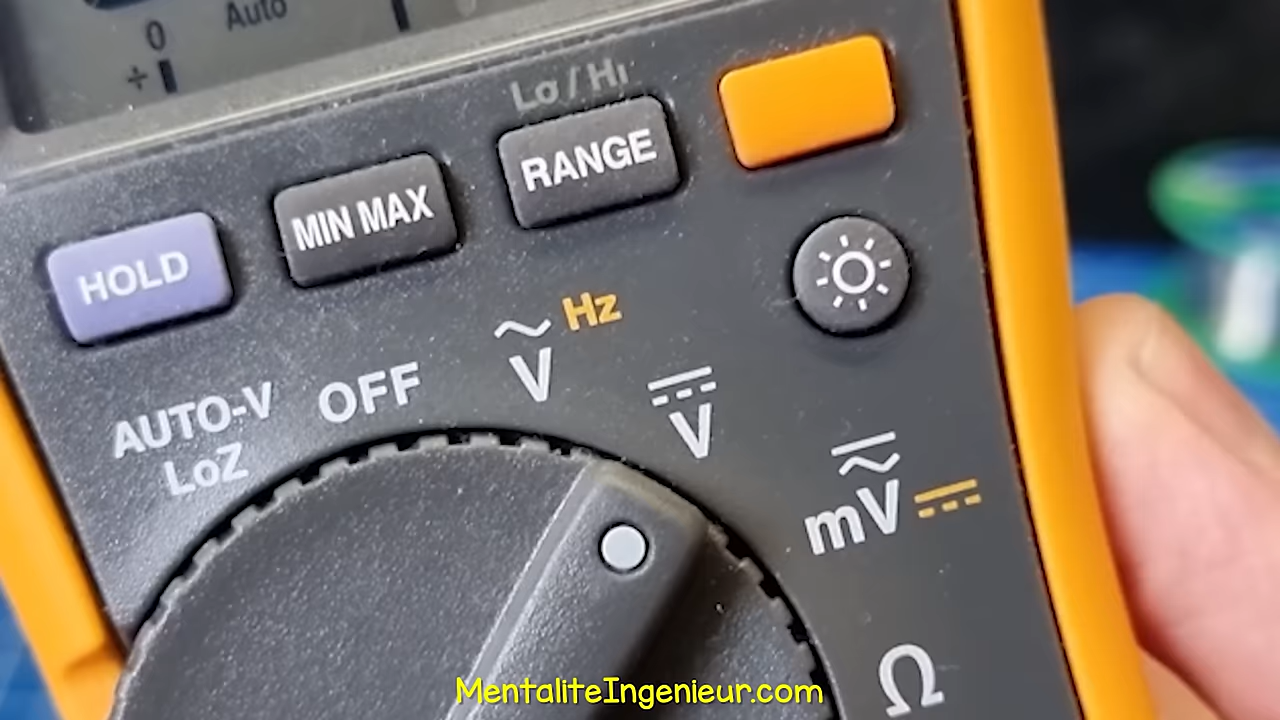 0 Auto
+
Lo / Hi
RANGE
MIN MAX
HOLD
Hz
V
OFF
AUTO-V
LoZ
V
mV
Ω
MentaliteIngenieur.com